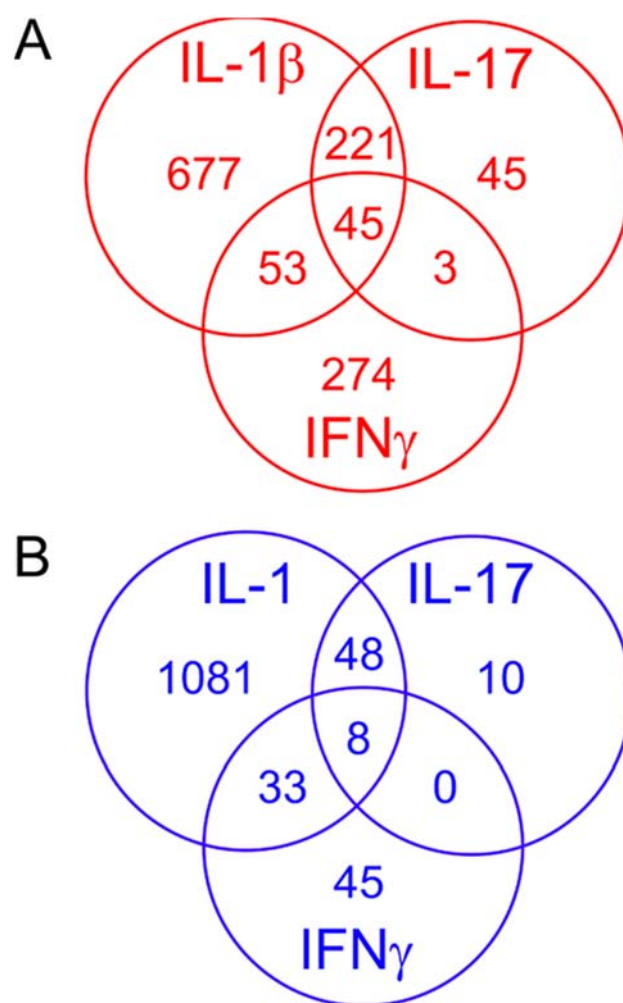 A
IL-1β IL-17
221
677 45
45
53 3
274
IFNγ
B
IL-1 IL-17
48
1081 10
8
33 0
45
IFNγ